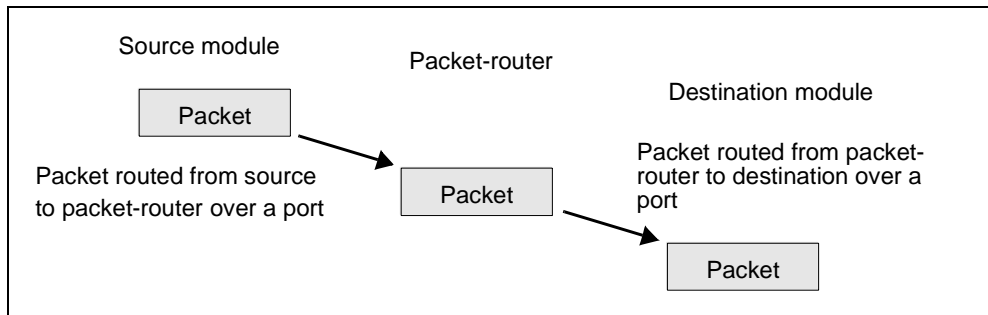 Source module
Packet-router
Destination module
Packet
Packet routed from source
to packet-router over a port
Packet
Packet routed from packet-
router to destination over a
port
Packet